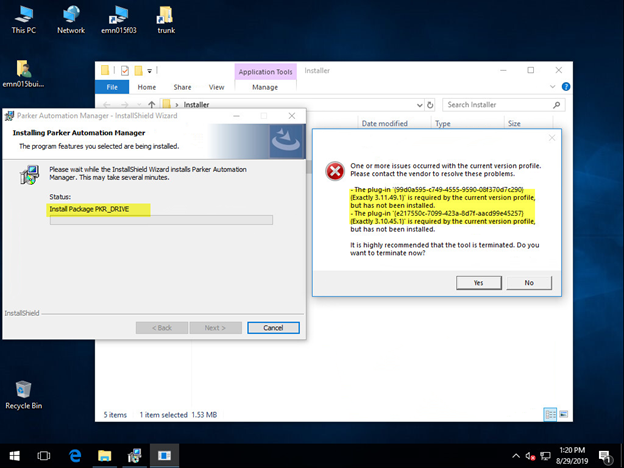 This PC
Network
emn015f03
trunk
emn015bui...
Application Tools
Installer
File
Home
Share
View
Manage
Installer
Search Installer
Date modified
Type
Size
Parker Automation Manager - InstallShield Wizard
Installing Parker Automation Manager
The program features you selected are being installed.
Please wait while the InstallShield Wizard installs Parker Automation
Manager. This may take several minutes.
Status:
Install Package PKR_DRIVE
InstallShield
< Back
Next >
Cancel
One or more issues occurred with the current version profile.
Please contact the vendor to resolve these problems.
- The plug-in '{99d0a595-c749-4555-9590-08f370d7c290}
(Exactly 3.11.49.1)' is required by the current version profile,
but has not been installed.
- The plug-in '{e217550c-7099-423a-8d7f-aacd99e45257}
(Exactly 3.10.45.1)' is required by the current version profile,
but has not been installed.
It is highly recommended that the tool is terminated. Do you
want to terminate now?
Yes
No
5 items
1 item selected
1.53 MB
Recycle Bin
1:20 PM
8/29/2019
1